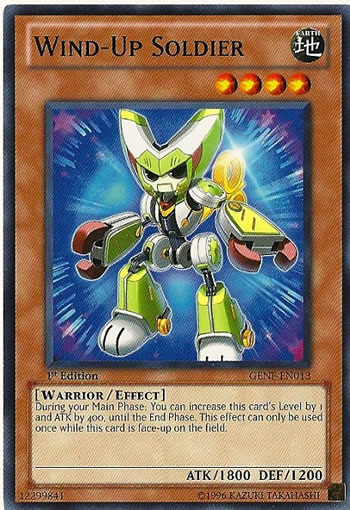 WIND-UP SOLDIER
EARTH
地
1st Edition
GENF-EN013
[WARRIOR/EFFECT]
During your Main Phase: You can increase this card's Level by 1
and ATK by 400, until the End Phase. This effect can only be used
once while this card is face-up on the field.
ATK/1800 DEF/1200
12299841
©1996 KAZUKI TAKAHASHI